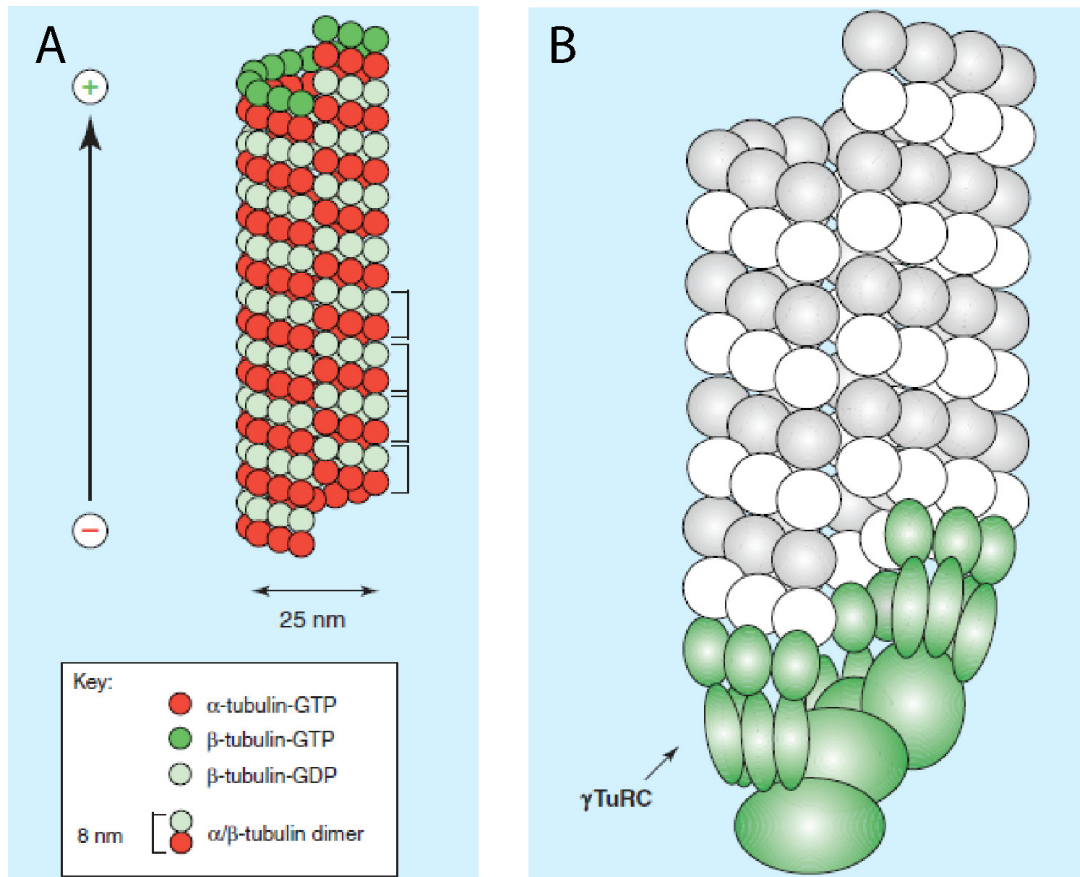 A
+
−
25 nm
Key:
α-tubulin-GTP
β-tubulin-GTP
β-tubulin-GDP
8 nm
α/β-tubulin dimer
B
γTuRC